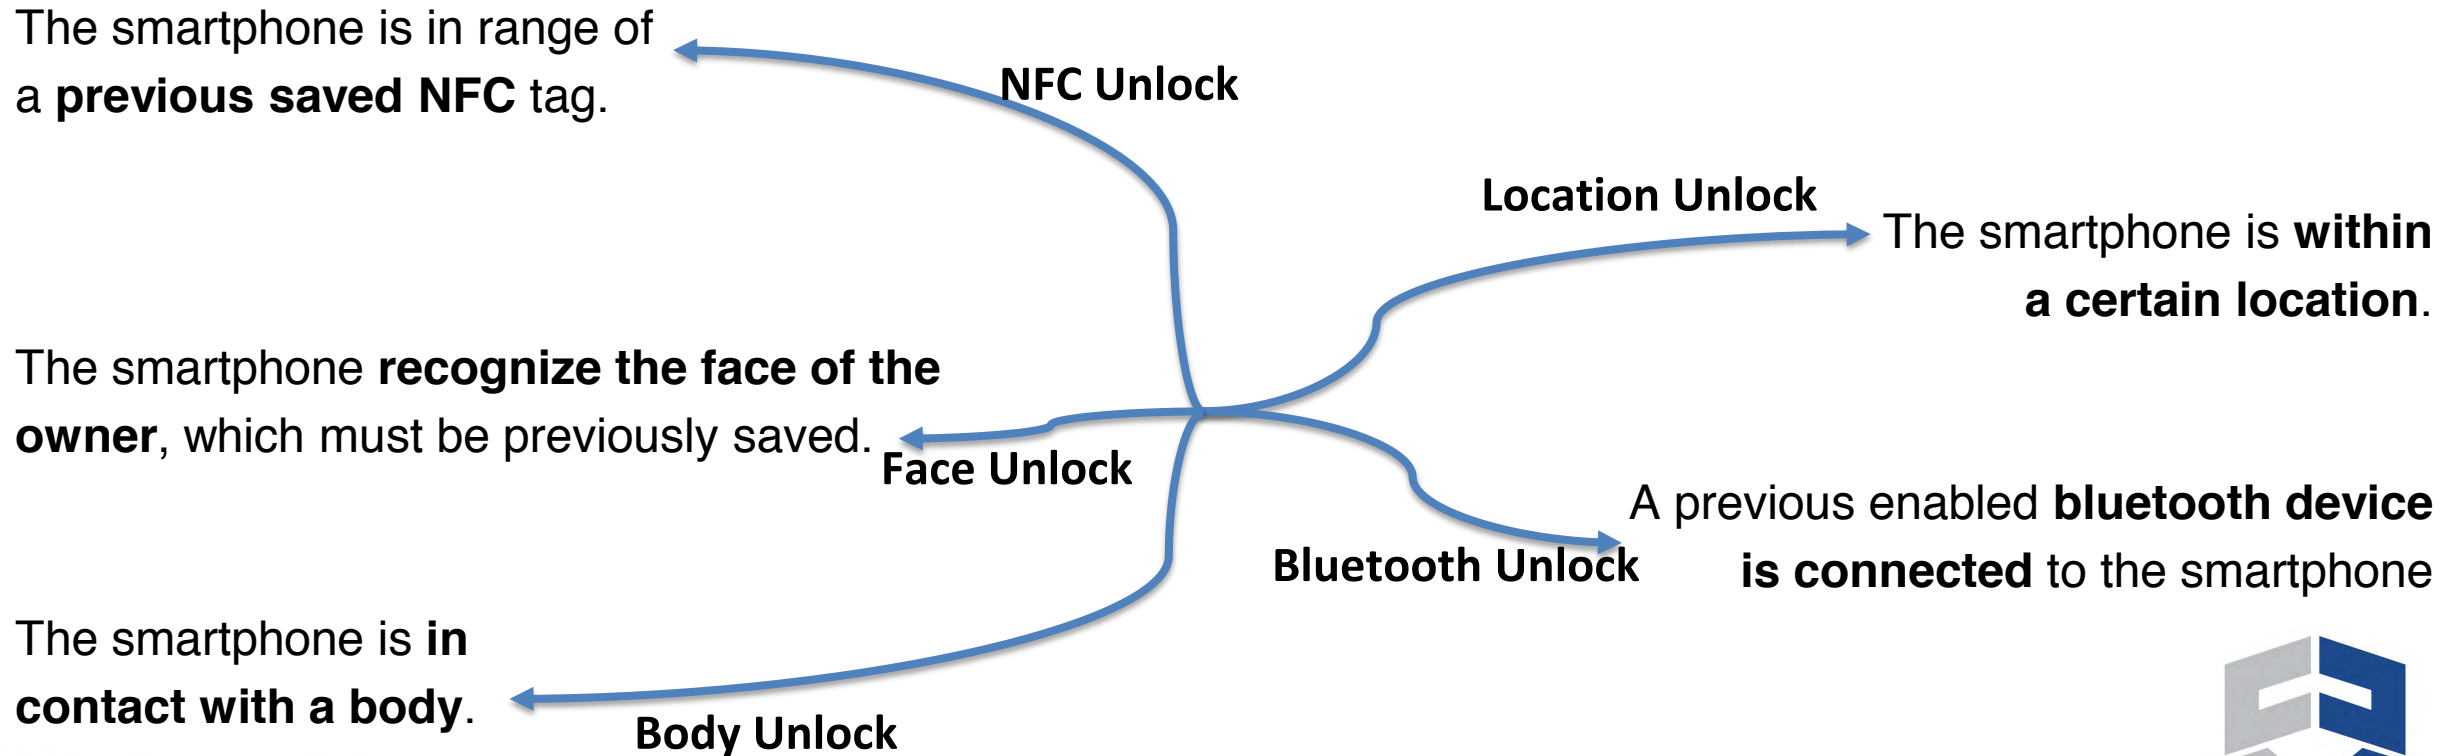 The smartphone is in range of
a previous saved NFC tag.
NFC Unlock
Location Unlock
The smartphone is within
a certain location.
The smartphone recognize the face of the
owner, which must be previously saved.
Face Unlock
A previous enabled bluetooth device
is connected to the smartphone
Bluetooth Unlock
The smartphone is in
contact with a body.
Body Unlock